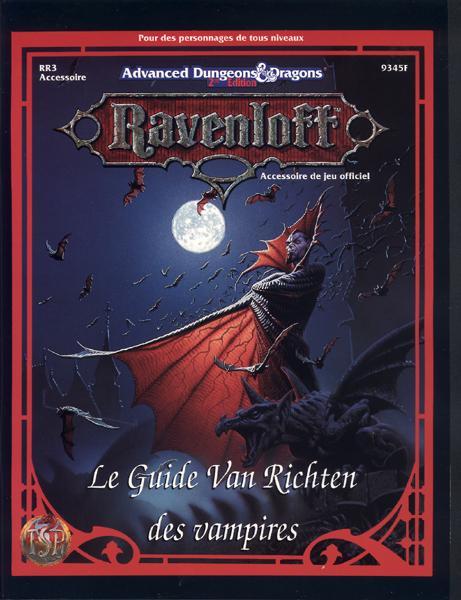 Pour des personnages de tous niveaux
RR3
Accessoire
Advanced Dungeons & Dragons
9345F
2nd Edition
Ravenloft™
Accessoire de jeu officiel
Le Guide Van Richten
des vampires
TSR